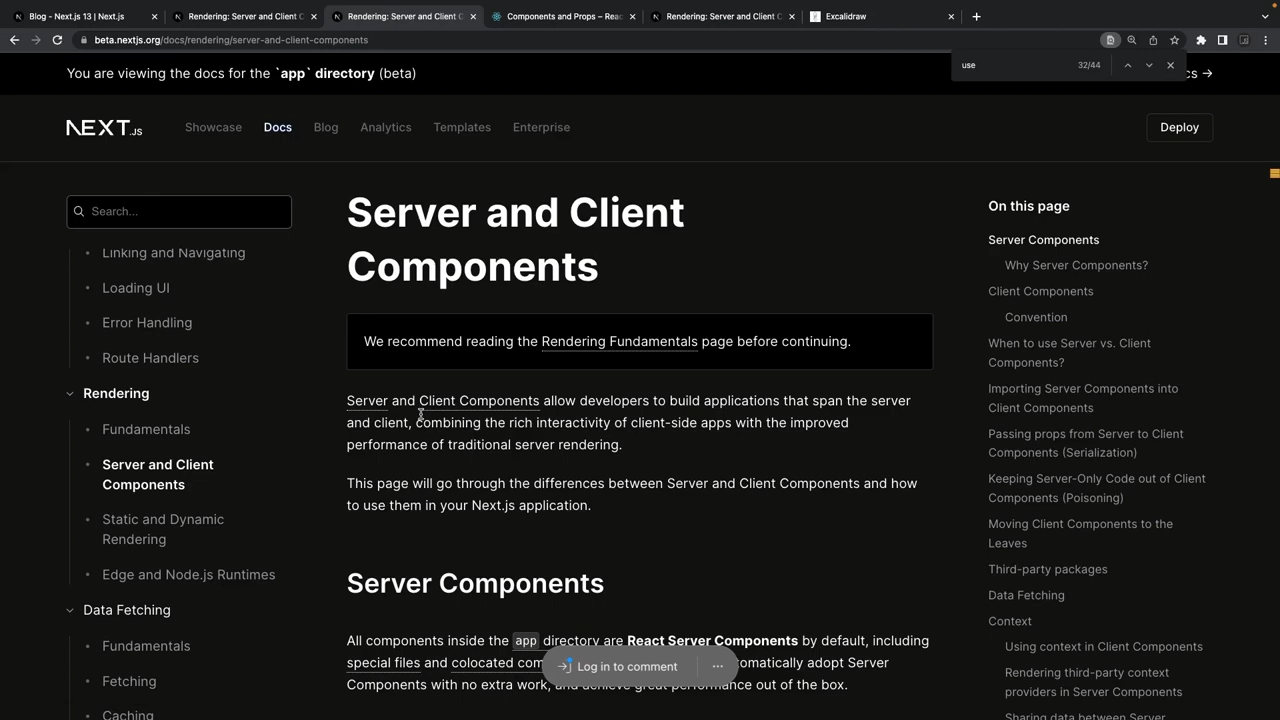 Blog - Next.js 13 | Next.js
Rendering: Server and Client C
Rendering: Server and Client C
Components and Props – Reac
Rendering: Server and Client C
Excalidraw
beta.nextjs.org/docs/rendering/server-and-client-components
use
32/44
You are viewing the docs for the `app` directory (beta)
cs →
NEXT.JS
Showcase
Docs
Blog
Analytics
Templates
Enterprise
Deploy
Search...
Linking and Navigating
Loading UI
Error Handling
Route Handlers
Rendering
Fundamentals
Server and Client
Components
Static and Dynamic
Rendering
Edge and Node.js Runtimes
Data Fetching
Fundamentals
Fetching
Caching
Server and Client
Components
We recommend reading the Rendering Fundamentals page before continuing.
Server and Client Components allow developers to build applications that span the server
and client, combining the rich interactivity of client-side apps with the improved
performance of traditional server rendering.
This page will go through the differences between Server and Client Components and how
to use them in your Next.js application.
Server Components
All components inside the app directory are React Server Components by default, including
special files and colocated com omatically adopt Server
Components with no extra work, and achieve great performance out of the box.
Log in to comment
On this page
Server Components
Why Server Components?
Client Components
Convention
When to use Server vs. Client
Components?
Importing Server Components into
Client Components
Passing props from Server to Client
Components (Serialization)
Keeping Server-Only Code out of Client
Components (Poisoning)
Moving Client Components to the
Leaves
Third-party packages
Data Fetching
Context
Using context in Client Components
Rendering third-party context
providers in Server Components
Sharing data between Server